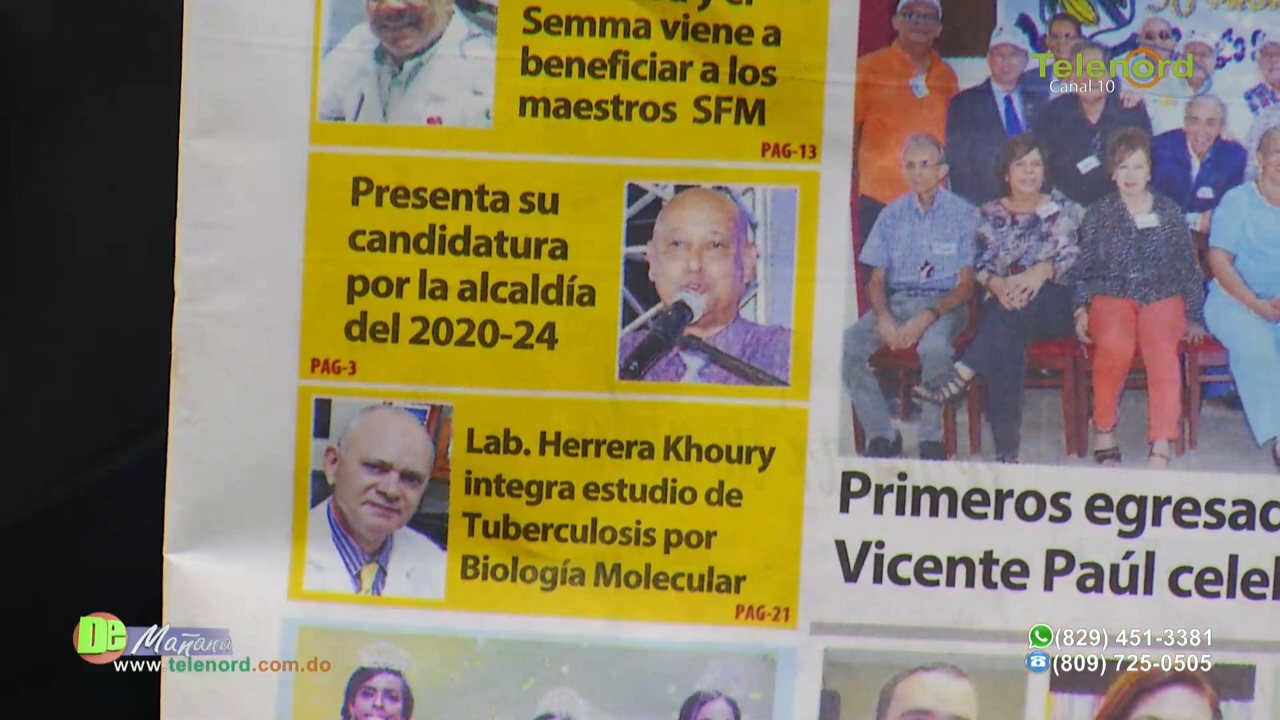 Semma viene a
beneficiar a los
maestros SFM
PAG-13
Presenta su
candidatura
por la alcaldía
del 2020-24
PAG-3
Lab. Herrera Khoury
integra estudio de
Tuberculosis por
Biología Molecular
PAG-21
Primeros egresad
Vicente Paúl cele
Telenord
Canal 10
De Mañana
www.telenord.com.do
(829) 451-3381
(809) 725-0505